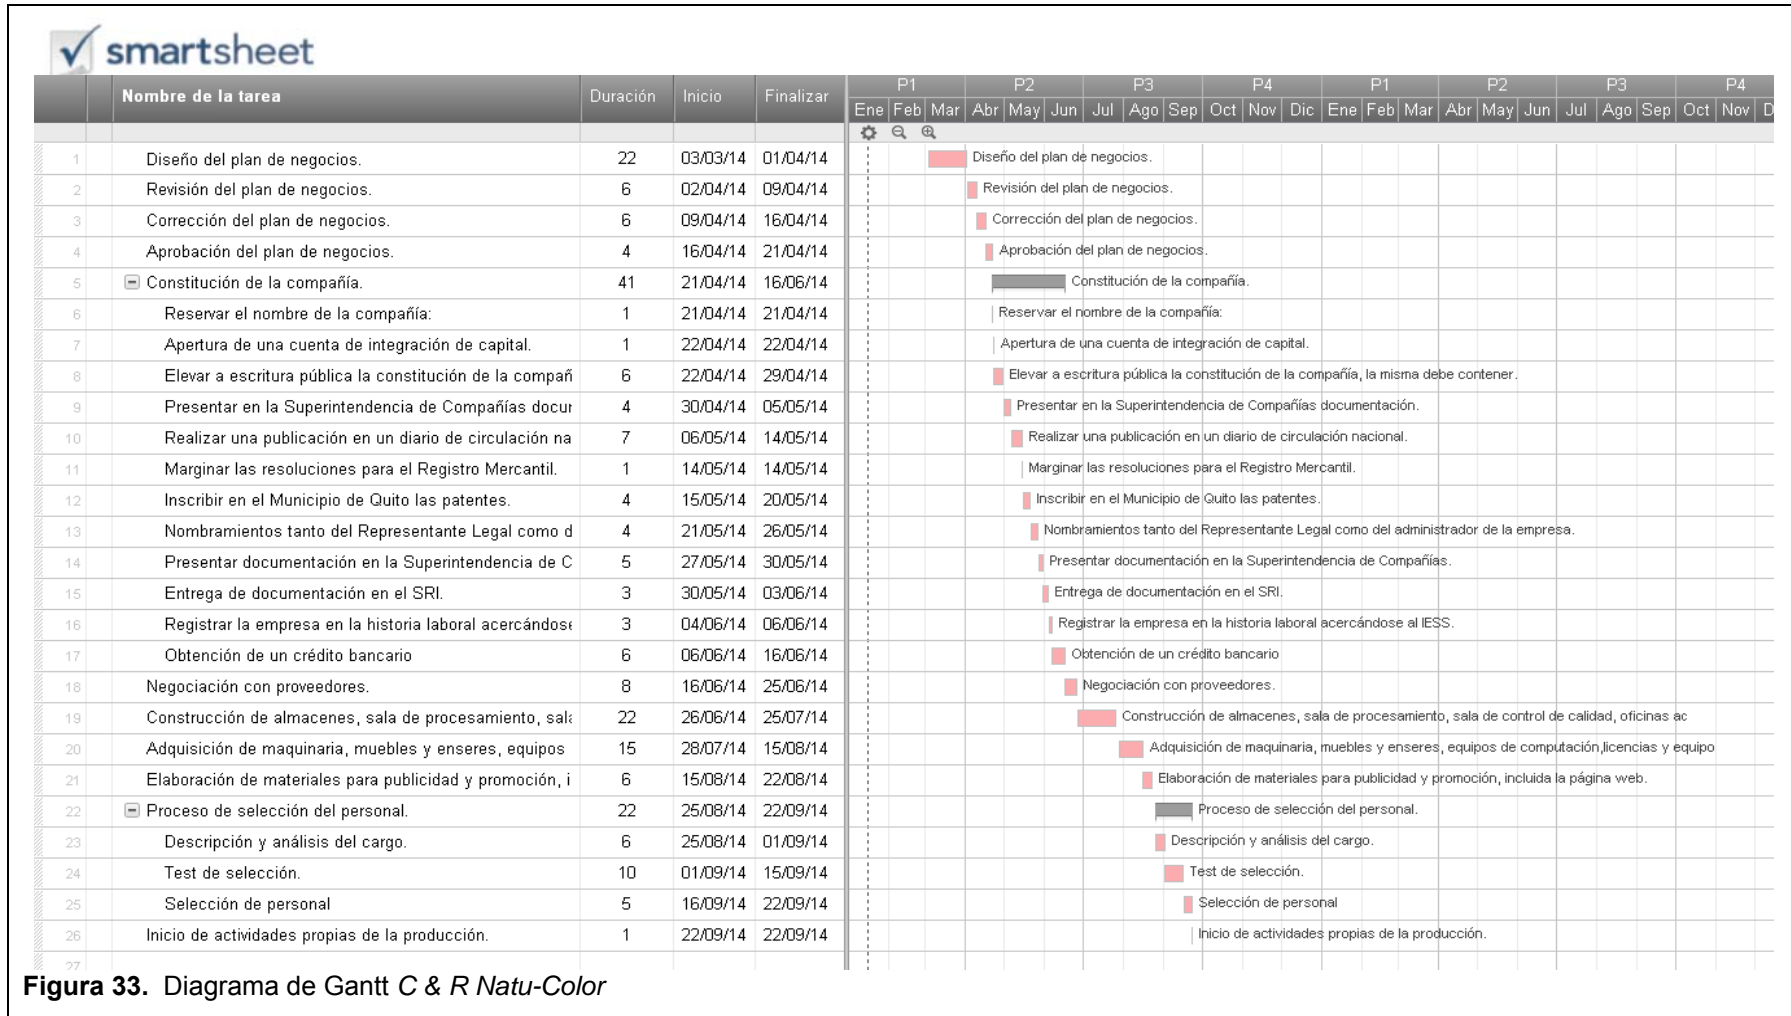 smartsheet
P1 P2 P3 P4 P1 P2 P3 P4
Nombre de la tarea Duración Inicio Finalizar
Ene Feb Mar Abr May Jun Jul Ago Sep Oct Nov Dic Ene Feb Mar Abr May Jun Jul Ago Sep Oct Nov D
1 Diseño del plan de negocios. 22 03/03/14 01/04/14 Diseño del plan de negocios.
2 Revisión del plan de negocios. 6 02/04/14 09/04/14 Revisión del plan de negocios.
3 Corrección del plan de negocios. 6 09/04/14 16/04/14 Corrección del plan de negocios.
4 Aprobación del plan de negocios. 4 16/04/14 21/04/14 Aprobación del plan de negocios.
5 Constitución de la compañía. 41 21/04/14 16/06/14 Constitución de la compañía.
6 Reservar el nombre de la compañía: 1 21/04/14 21/04/14 Reservar el nombre de la compañía:
7 Apertura de una cuenta de integración de capital. 1 22/04/14 22/04/14 Apertura de una cuenta de integración de capital.
8 Elevar a escritura pública la constitución de la compañ 6 22/04/14 29/04/14 Elevar a escritura pública la constitución de la compañía, la misma debe contener.
9 Presentar en la Superintendencia de Compañías docur 4 30/04/14 05/05/14 Presentar en la Superintendencia de Compañías documentación.
10 Realizar una publicación en un diario de circulación na 7 06/05/14 14/05/14 Realizar una publicación en un diario de circulación nacional.
11 Marginar las resoluciones para el Registro Mercantil. 1 14/05/14 14/05/14 Marginar las resoluciones para el Registro Mercantil.
12 Inscribir en el Municipio de Quito las patentes. 4 15/05/14 20/05/14 Inscribir en el Municipio de Quito las patentes.
13 Nombramientos tanto del Representante Legal como d 4 21/05/14 26/05/14 Nombramientos tanto del Representante Legal como del administrador de la empresa.
14 Presentar documentación en la Superintendencia de C 5 27/05/14 30/05/14 Presentar documentación en la Superintendencia de Compañías.
15 Entrega de documentación en el SRI. 3 30/05/14 03/06/14 Entrega de documentación en el SRI.
16 Registrar la empresa en la historia laboral acercándose 3 04/06/14 06/06/14 Registrar la empresa en la historia laboral acercándose al IESS.
17 Obtención de un crédito bancario 6 06/06/14 16/06/14 Obtención de un crédito bancario
18 Negociación con proveedores. 8 16/06/14 25/06/14 Negociación con proveedores.
19 Construcción de almacenes, sala de procesamiento, sala 22 26/06/14 25/07/14 Construcción de almacenes, sala de procesamiento, sala de control de calidad, oficinas ac
20 Adquisición de maquinaria, muebles y enseres, equipos 15 28/07/14 15/08/14 Adquisición de maquinaria, muebles y enseres, equipos de computación,licencias y equipo
21 Elaboración de materiales para publicidad y promoción, i 6 15/08/14 22/08/14 Elaboración de materiales para publicidad y promoción, incluida la página web.
22 Proceso de selección del personal. 22 25/08/14 22/09/14 Proceso de selección del personal.
23 Descripción y análisis del cargo. 6 25/08/14 01/09/14 Descripción y análisis del cargo.
24 Test de selección. 10 01/09/14 15/09/14 Test de selección.
25 Selección de personal 5 16/09/14 22/09/14 Selección de personal
26 Inicio de actividades propias de la producción. 1 22/09/14 22/09/14 Inicio de actividades propias de la producción.
27
Figura 33. Diagrama de Gantt C & R Natu-Color